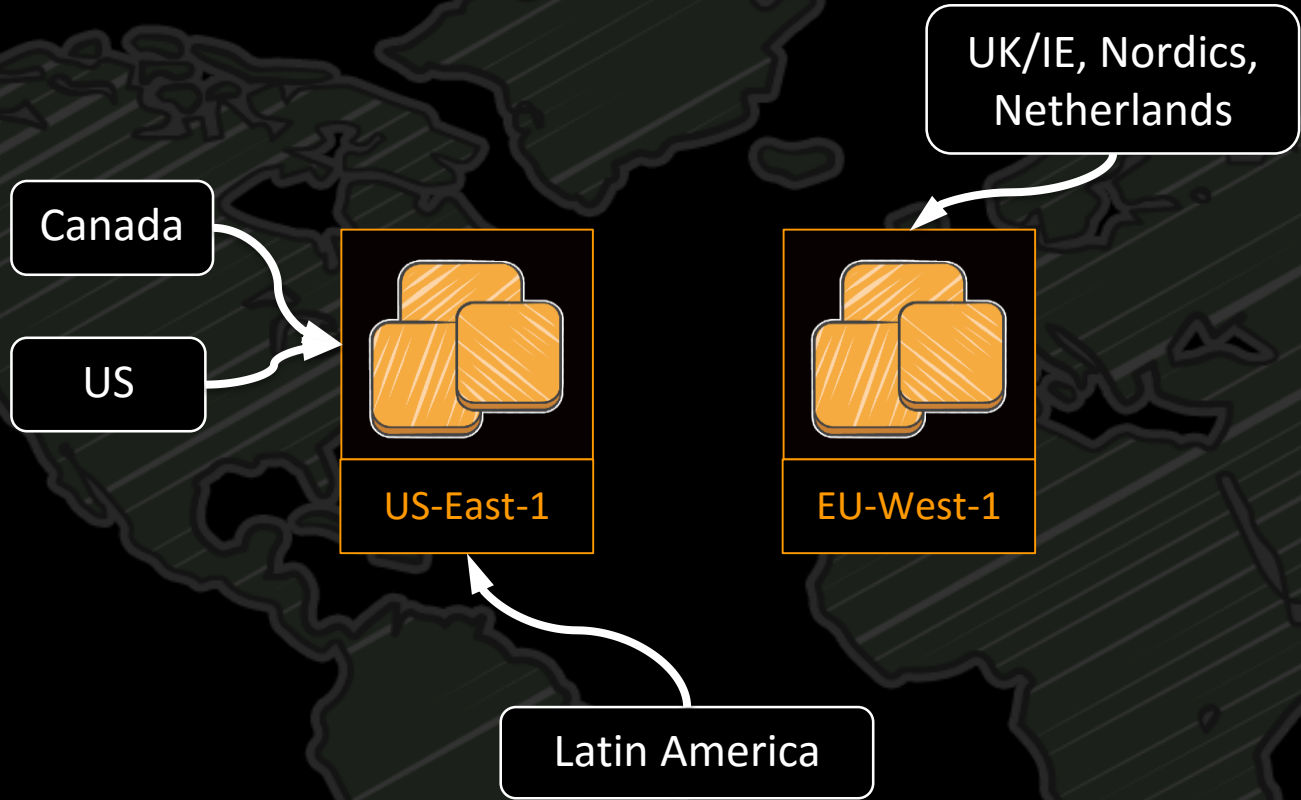 UK/IE, Nordics,
Netherlands
Canada
US
US-East-1
EU-West-1
Latin America